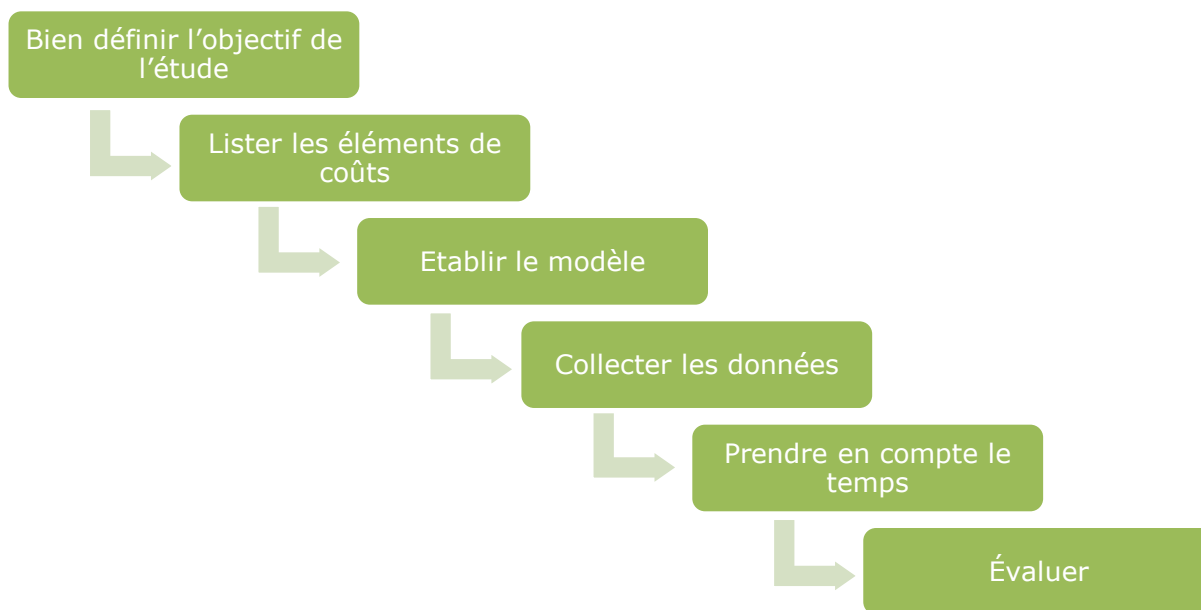 Bien définir l’objectif de
l’étude
Lister les éléments de
coûts
Etablir le modèle
Collecter les données
Prendre en compte le
temps
Évaluer